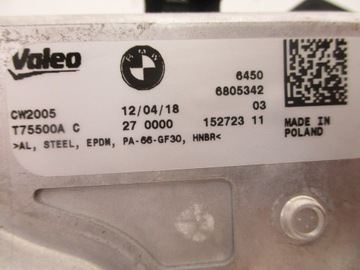 Valeo
BMW
6450
CW2005 12/04/18 6805342
T75500A C 27 0000 03
152723 11
>AL, STEEL, EPDM, PA-66-GF30, HNBR<
MADE IN
POLAND